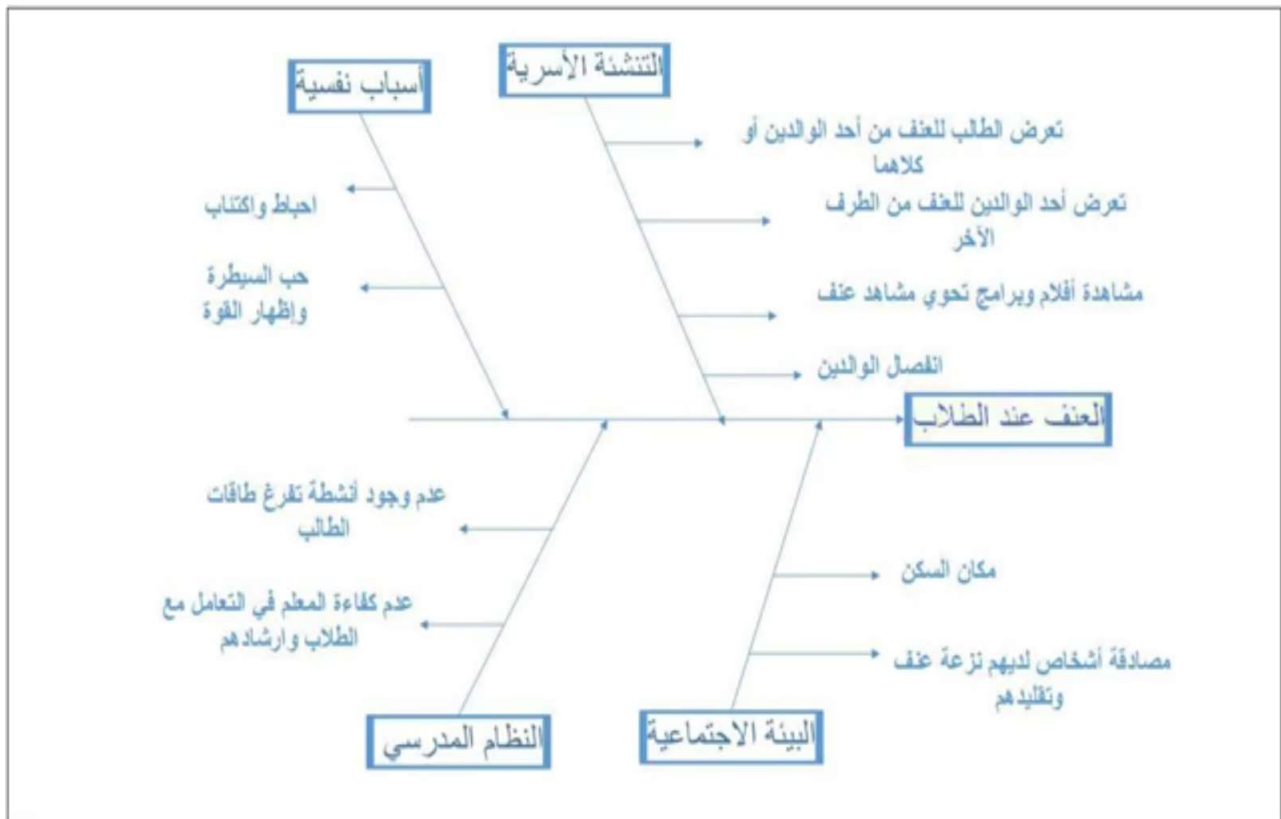 التنشئة الأسرية
أسباب نفسية
تعرض الطالب للعنف من أحد الوالدين أو
كلاهما
تعرض أحد الوالدين للعنف من الطرف
الآخر
مشاهدة أفلام وبرامج تحوي مشاهد عنف
انفصال الوالدين
احباط واكتئاب
حب السيطرة
وإظهار القوة
العنف عند الطلاب
عدم وجود أنشطة تفرغ طاقات
الطالب
عدم كفاءة المعلم في التعامل مع
الطلاب وارشادهم
مكان السكن
مصادقة أشخاص لديهم نزعة عنف
وتقليدهم
البيئة الاجتماعية
النظام المدرسي